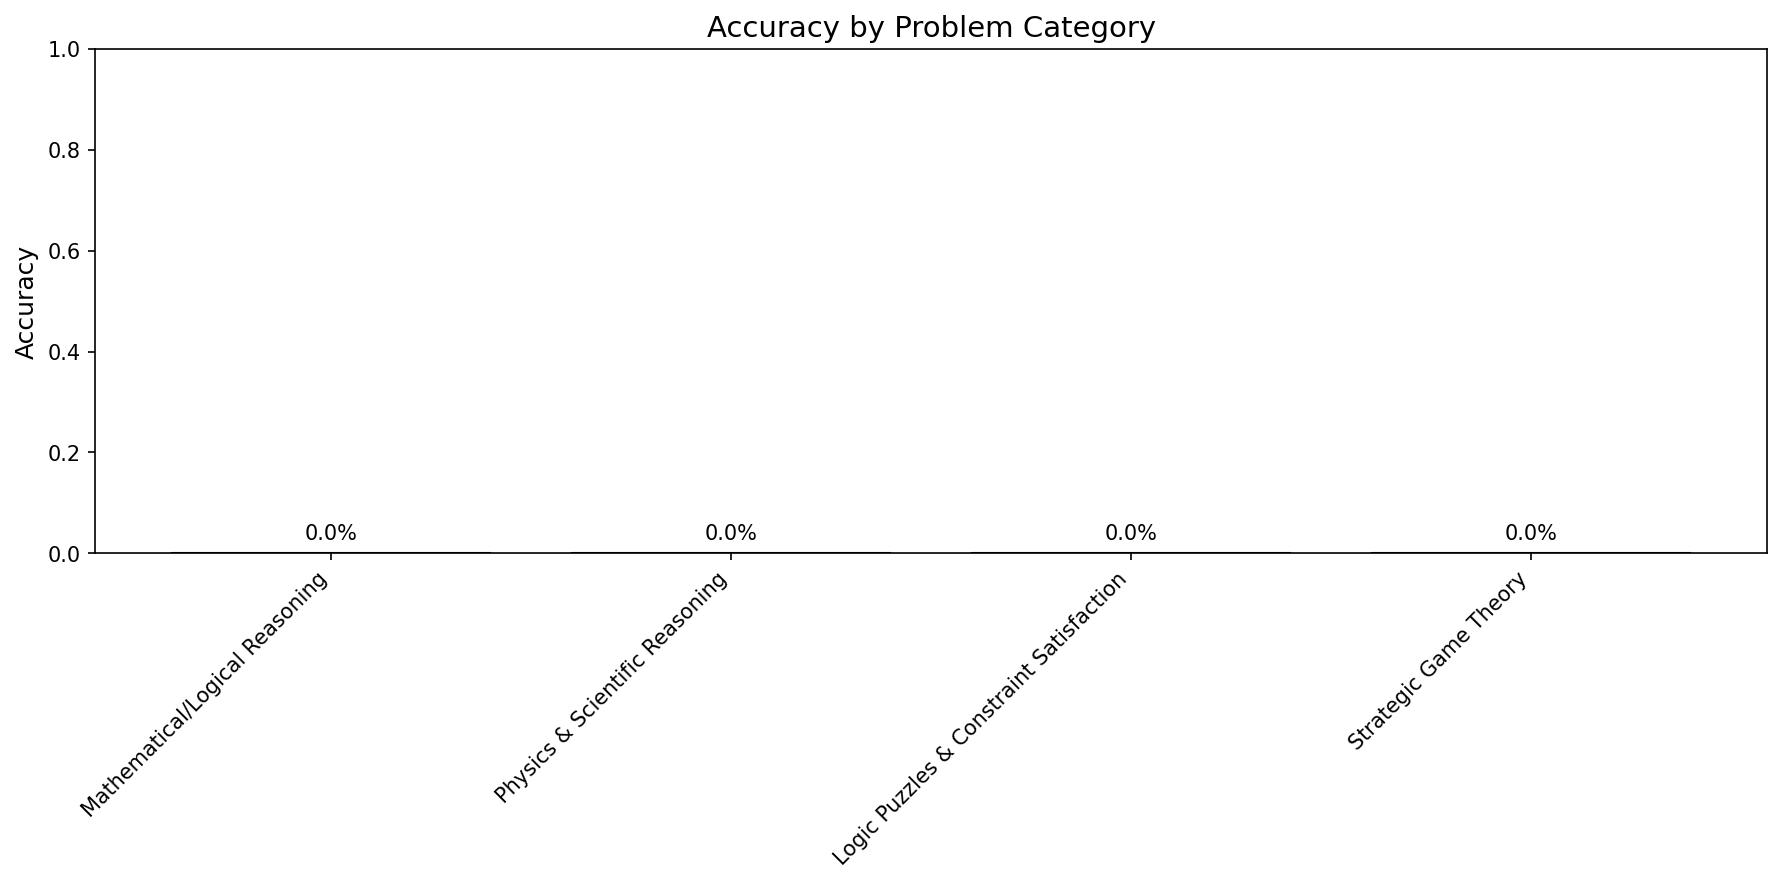 Accuracy by Problem Category
Accuracy
1.0
0.8
0.6
0.4
0.2
0.0
0.0%
0.0%
0.0%
0.0%
Mathematical/Logical Reasoning
Physics & Scientific Reasoning
Logic Puzzles & Constraint Satisfaction
Strategic Game Theory